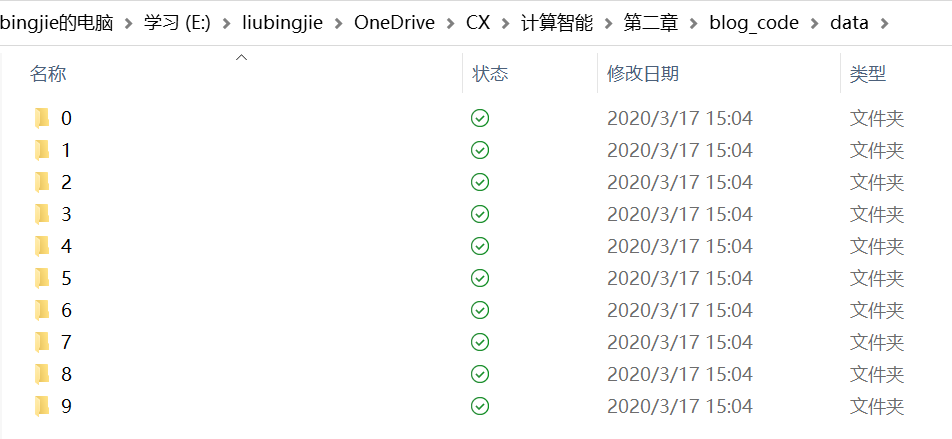 bingjie的电脑 > 学习 (E:) > liubingjie > OneDrive > CX > 计算智能 > 第二章 > blog_code > data >
名称 状态 修改日期 类型
0 2020/3/17 15:04 文件夹
1 2020/3/17 15:04 文件夹
2 2020/3/17 15:04 文件夹
3 2020/3/17 15:04 文件夹
4 2020/3/17 15:04 文件夹
5 2020/3/17 15:04 文件夹
6 2020/3/17 15:04 文件夹
7 2020/3/17 15:04 文件夹
8 2020/3/17 15:04 文件夹
9 2020/3/17 15:04 文件夹